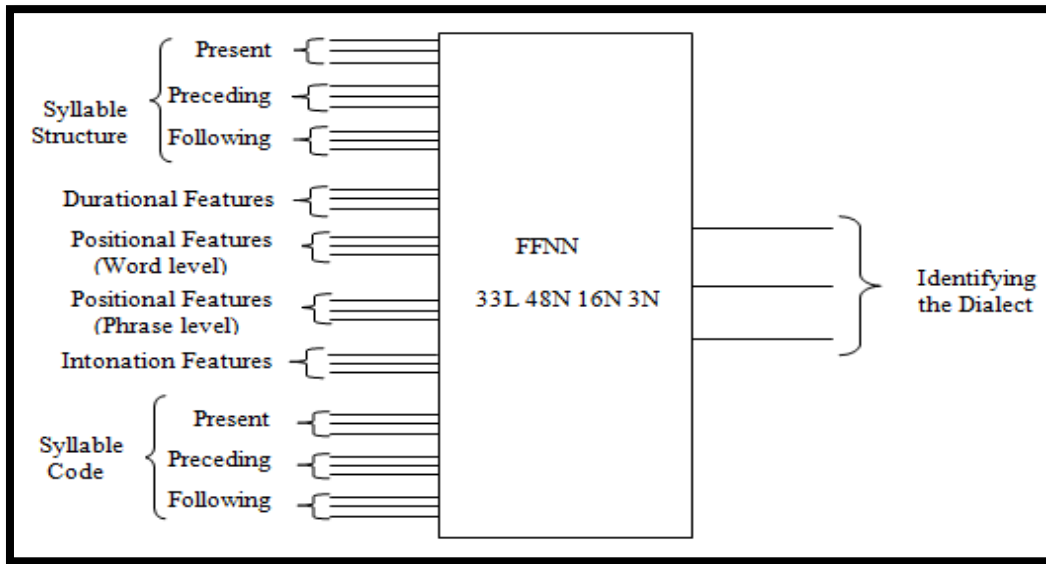 Syllable
Structure
Present
Preceding
Following
Durational Features
Positional Features
(Word level)
Positional Features
(Phrase level)
Intonation Features
Syllable
Code
Present
Preceding
Following
FFNN
33L 48N 16N 3N
Identifying
the Dialect